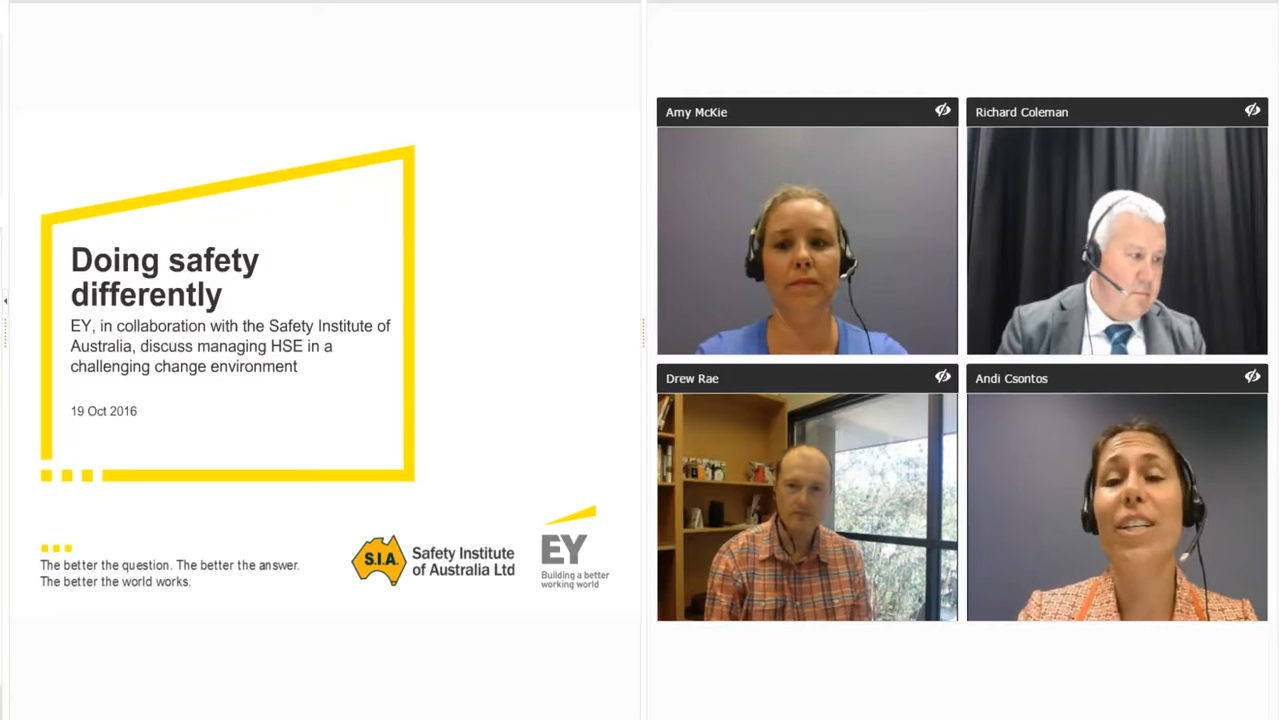 Doing safety
differently
EY, in collaboration with the Safety Institute of
Australia, discuss managing HSE in a
challenging change environment
19 Oct 2016
The better the question. The better the answer.
The better the world works.
S.I.A.
Safety Institute
of Australia Ltd
EY
Building a better
working world
Amy McKie
Richard Coleman
Drew Rae
Andi Csontos